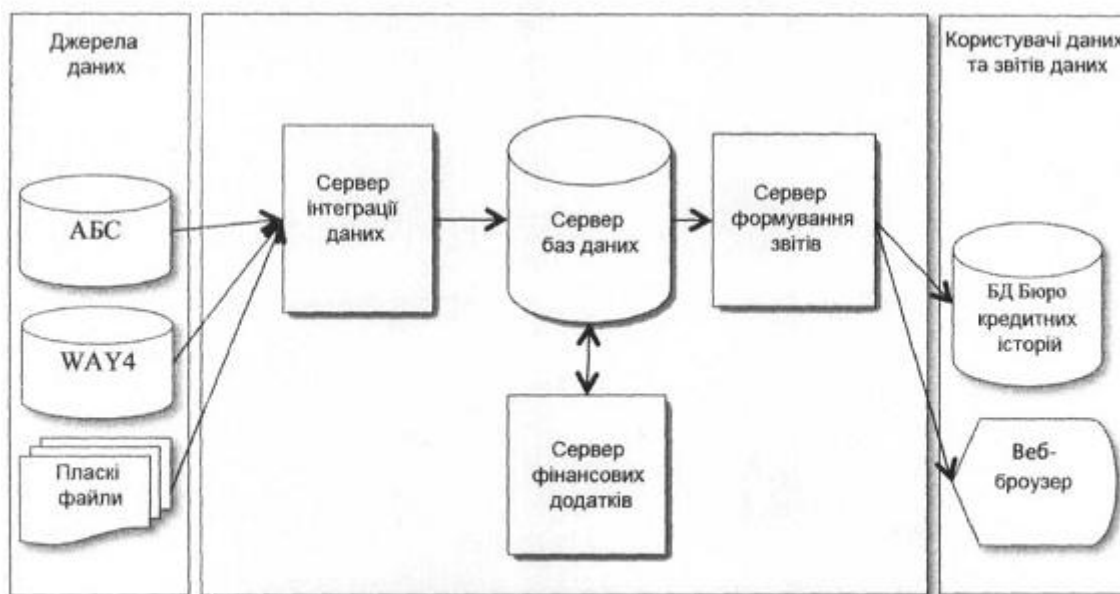 Джерела
даних
АБС
WAY4
Пласкі
файли
Сервер
інтеграції
даних
Сервер
баз даних
Сервер
фінансових
додатків
Сервер
формування
звітів
Користувачі даних
та звітів даних
БД Бюро
кредитних
історій
Веб-
броузер